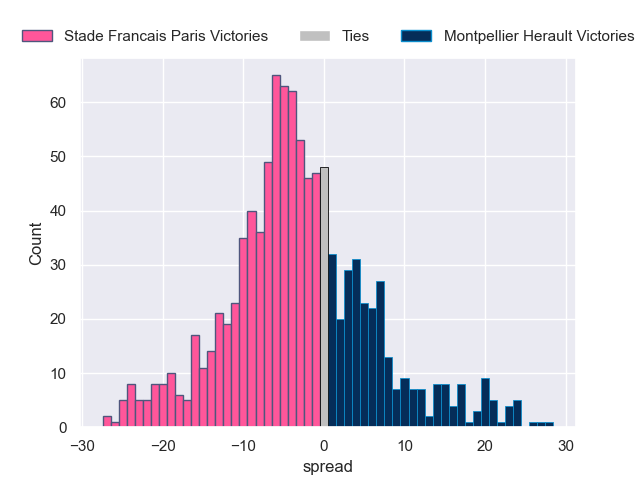 Stade Francais Paris Victories Ties Montpellier Herault Victories
60
50
40
30
20
10
0
Count
−30 −20 −10 0 10 20 30
spread